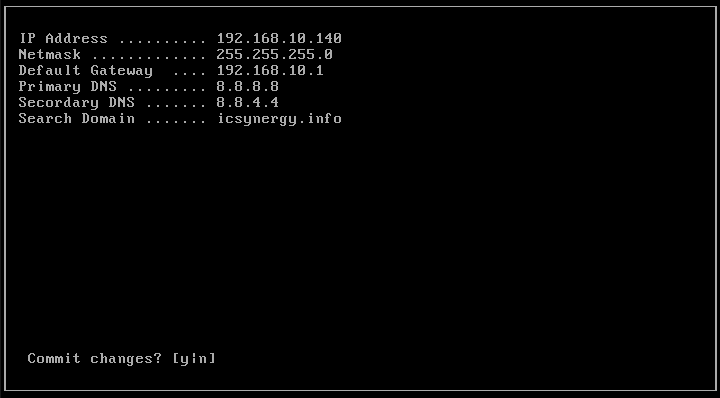 IP Address .......... 192.168.10.140
Netmask ............. 255.255.255.0
Default Gateway  .... 192.168.10.1
Primary DNS ......... 8.8.8.8
Secordary DNS ....... 8.8.4.4
Search Domain ....... icsynergy.info
Commit changes? [y|n]